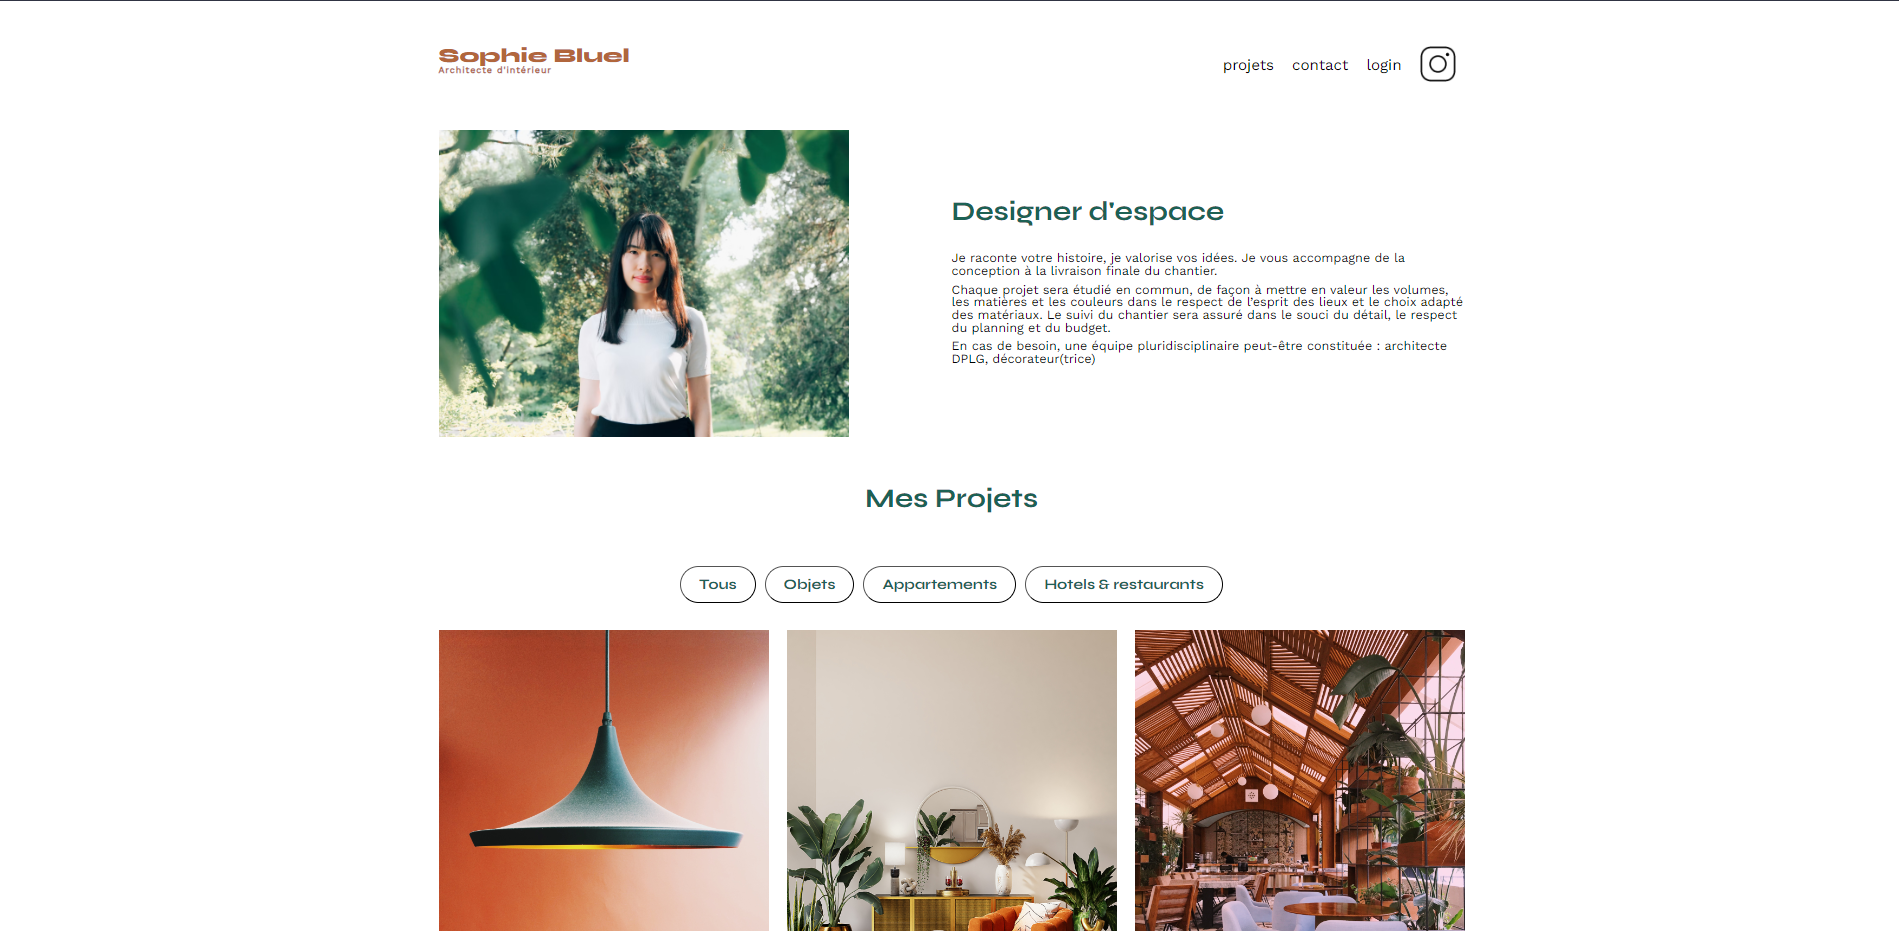 Sophie Bluel
Architecte d'intérieur
projets contact login
Designer d'espace
Je raconte votre histoire, je valorise vos idées. Je vous accompagne de la
conception à la livraison finale du chantier.
Chaque projet sera étudié en commun, de façon à mettre en valeur les volumes,
les matières et les couleurs dans le respect de l’esprit des lieux et le choix adapté
des matériaux. Le suivi du chantier sera assuré dans le souci du détail, le respect
du planning et du budget.
En cas de besoin, une équipe pluridisciplinaire peut-être constituée : architecte
DPLG, décorateur(trice)
Mes Projets
Tous Objets Appartements Hotels & restaurants